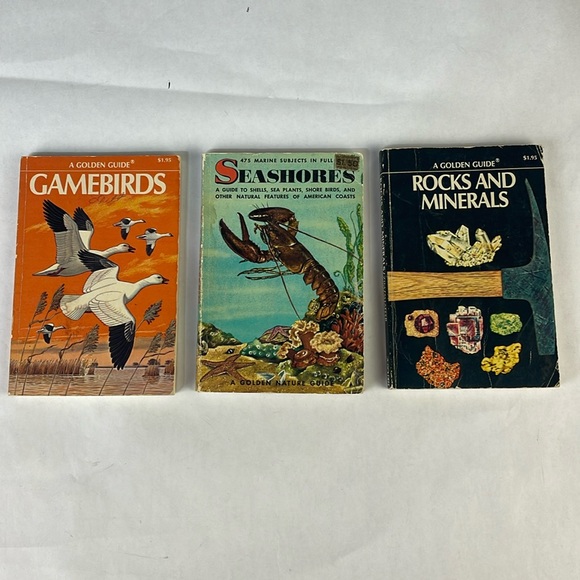 A GOLDEN GUIDE® $1.95
GAMEBIRDS
475 MARINE SUBJECTS IN FULL
SEASHORES
A GUIDE TO SHELLS, SEA PLANTS, SHORE BIRDS, AND
OTHER NATURAL FEATURES OF AMERICAN COASTS
A GOLDEN NATURE GUIDE
A GOLDEN GUIDE® $1.95
ROCKS AND
MINERALS